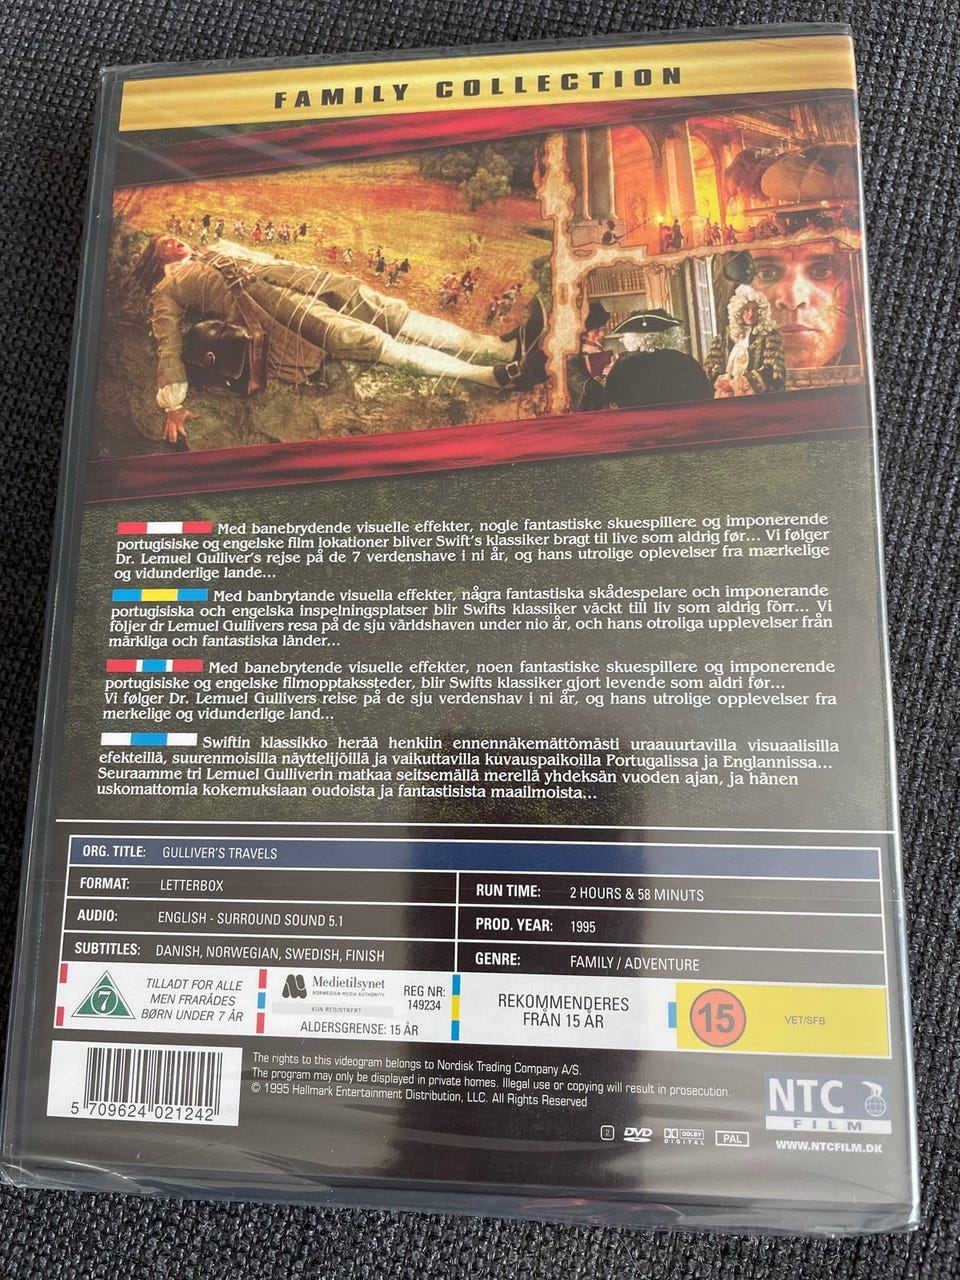 FAMILY COLLECTION
Med banebrydende visuelle effekter, nogle fantastiske skuespillere og imponerende
portugisiske og engelske film lokationer bliver Swift's klassiker bragt til live som aldrig før... Vi følger
Dr. Lemuel Gulliver's rejse på de 7 verdenshave i ni år, og hans utrolige oplevelser fra mærkelige
og vidunderlige lande...
Med banbrytande visuella effekter, några fantastiska skådespelare och imponerande
portugisiska och engelska inspelningsplatser blir Swifts klassiker väckt till liv som aldrig förr... Vi
följer dr Lemuel Gullivers resa på de sju världshaven under nio år, och hans otroliga upplevelser från
märkliga och fantastiska länder...
Med banebrytende visuelle effekter, noen fantastiske skuespillere og imponerende
portugisiske og engelske filmopptakssteder, blir Swifts klassiker gjort levende som aldri før...
Vi følger Dr. Lemuel Gullivers reise på de sju verdenshav i ni år, og hans utrolige opplevelser fra
merkelige og vidunderlige land...
Swiftin klassikko herää henkiin ennennäkemättömästi uraauurtavilla visuaalisilla
efekteillä, suurenmoisilla näyttelijöillä ja vaikuttavilla kuvauspaikoilla Portugalissa ja Englannissa...
Seuraamme tri Lemuel Gulliverin matkaa seitsemällä merellä yhdeksän vuoden ajan, ja hänen
uskomattomia kokemuksiaan oudoista ja fantastisista maailmoista...
ORG. TITLE: GULLIVER'S TRAVELS
FORMAT: LETTERBOX
RUN TIME: 2 HOURS & 58 MINUTS
AUDIO: ENGLISH - SURROUND SOUND 5.1
PROD. YEAR: 1995
SUBTITLES: DANISH, NORWEGIAN, SWEDISH, FINISH
GENRE: FAMILY / ADVENTURE
7
TILLADT FOR ALLE
MEN FRARÅDES
BØRN UNDER 7 ÅR
Medietilsynet
NORWEGIAN MEDIA AUTHORITY
KUN REGISTRERT
REG NR:
149234
ALDERSGRENSE: 15 ÅR
REKOMMENDERES
FRÅN 15 ÅR
15
VET/SFB
5 709624 021242
The rights to this videogram belongs to Nordisk Trading Company A/S.
The program may only be displayed in private homes. Illegal use or copying will result in prosecution.
© 1995 Hallmark Entertainment Distribution, LLC. All Rights Reserved
2
DVD
DOLBY
DIGITAL
PAL
NTC
FILM
WWW.NTCFILM.DK